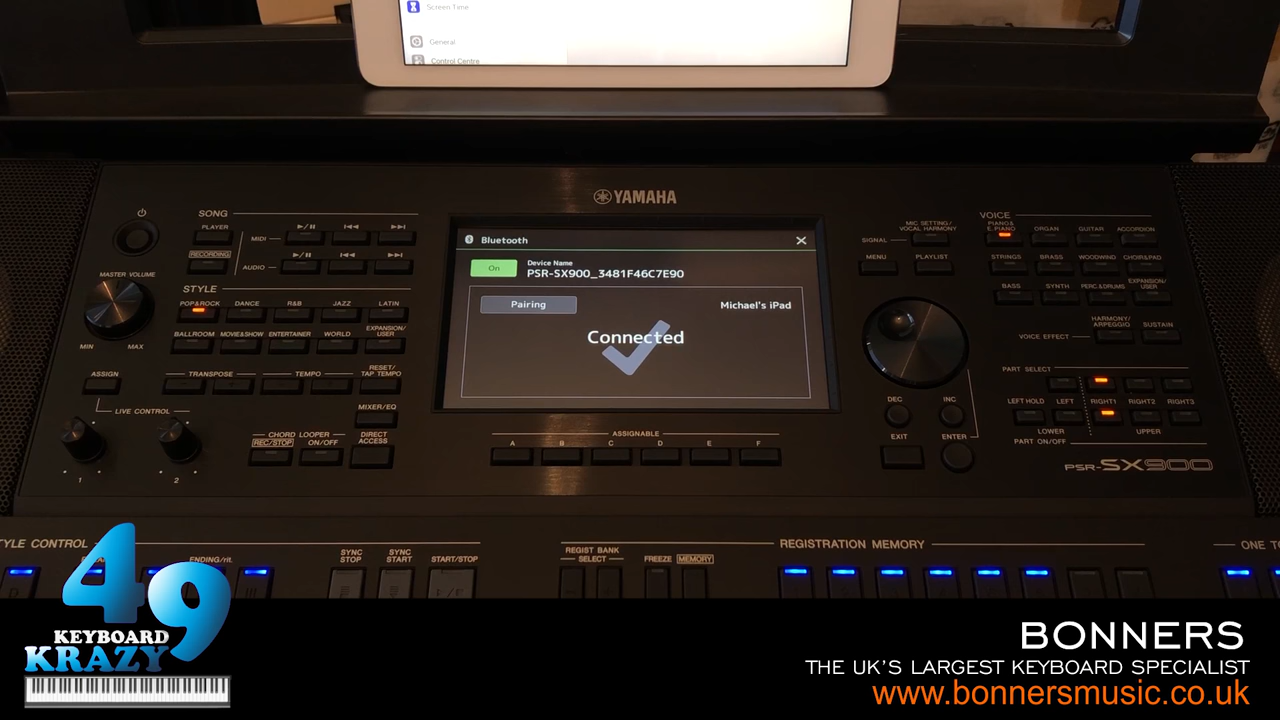 Screen Time
General
Control Centre
YAMAHA
SONG
PLAYER
RECORDING
MIDI
AUDIO
MASTER VOLUME
MIN
MAX
STYLE
POP&ROCK
DANCE
R&B
JAZZ
LATIN
BALLROOM
MOVIE&SHOW
ENTERTAINER
WORLD
EXPANSION/
USER
ASSIGN
TRANSPOSE
TEMPO
RESET/
TAP TEMPO
LIVE CONTROL
1
2
MIXER/EQ
CHORD LOOPER
REC/STOP
ON/OFF
DIRECT
ACCESS
Bluetooth
On
Device Name
PSR-SX900_3481F46C7E90
Pairing
Michael's iPad
Connected
ASSIGNABLE
A
B
C
D
E
F
MIC SETTING/
VOCAL HARMONY
SIGNAL
MENU
PLAYLIST
DEC
INC
EXIT
ENTER
VOICE
PIANO&
E.PIANO
ORGAN
GUITAR
ACCORDION
STRINGS
BRASS
WOODWIND
CHOIR&PAD
BASS
SYNTH
PERC.&DRUMS
EXPANSION/
USER
VOICE EFFECT
HARMONY/
ARPEGGIO
SUSTAIN
PART SELECT
LEFT HOLD
LEFT
RIGHT1
RIGHT2
RIGHT3
LOWER
UPPER
PART ON/OFF
PSR-SX900
TYLE CONTROL
ENDING/rit.
SYNC
STOP
SYNC
START
START/STOP
REGIST BANK
SELECT
FREEZE
MEMORY
REGISTRATION MEMORY
ONE TO
49
KEYBOARD
KRAZY
BONNERS
THE UK'S LARGEST KEYBOARD SPECIALIST
www.bonnersmusic.co.uk